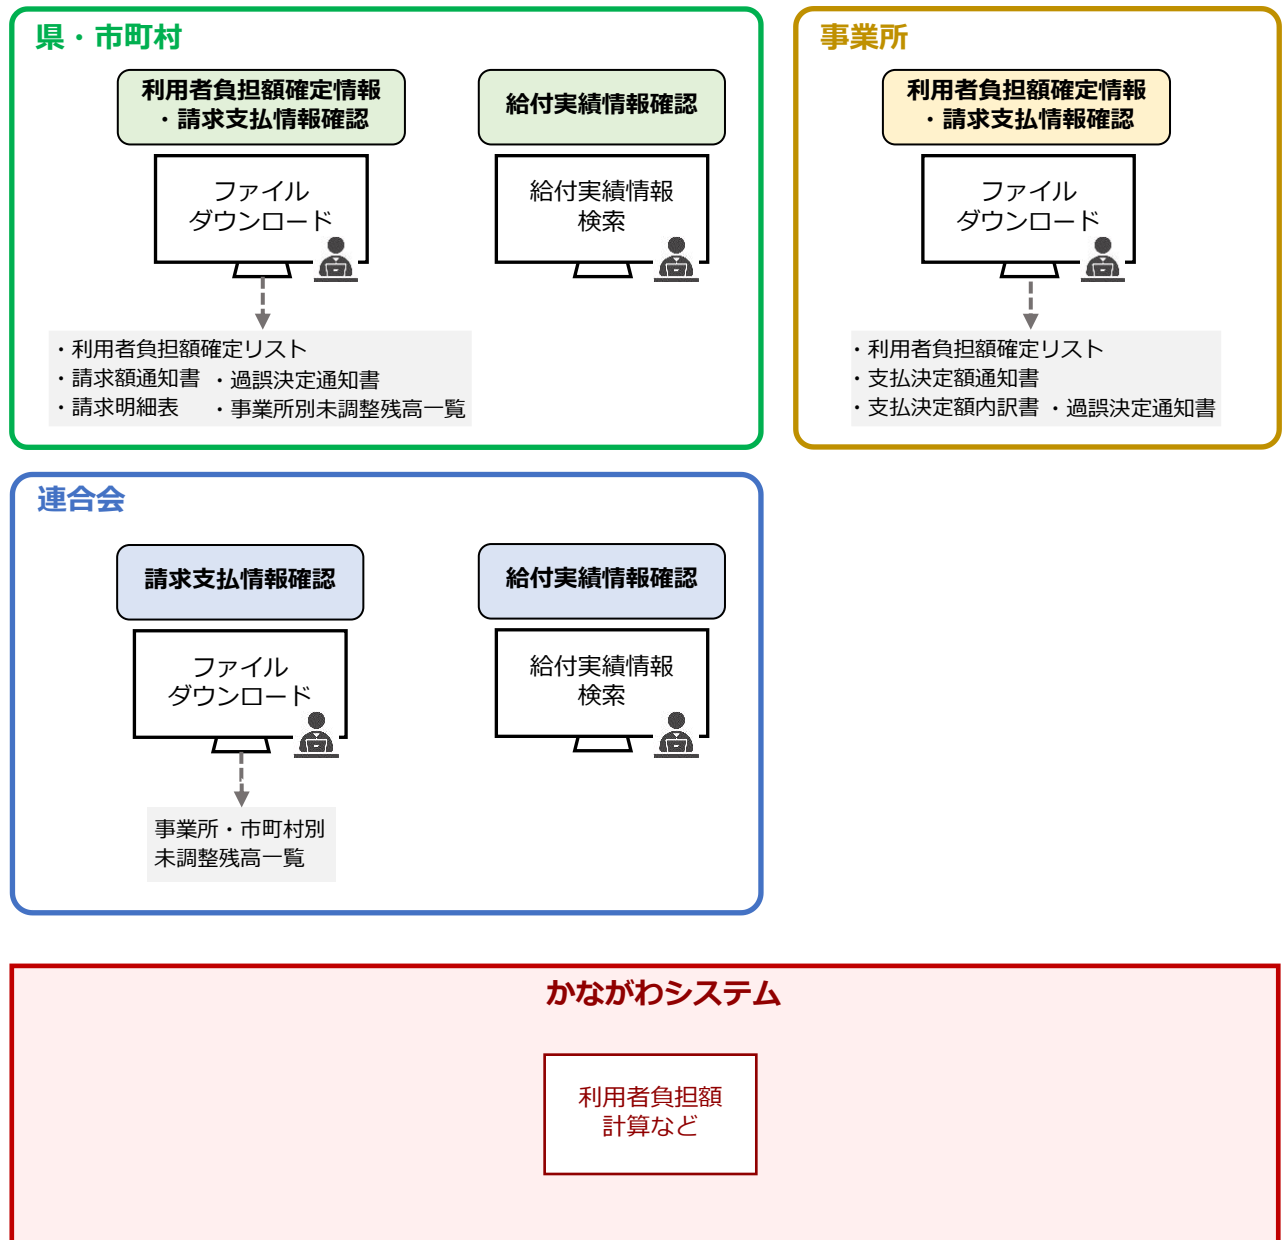 県・市町村
利用者負担額確定情報
・請求支払情報確認
ファイル
ダウンロード
・利用者負担額確定リスト
・請求額通知書 ・過誤決定通知書
・請求明細表 ・事業所別未調整残高一覧
給付実績情報確認
給付実績情報
検索
事業所
利用者負担額確定情報
・請求支払情報確認
ファイル
ダウンロード
・利用者負担額確定リスト
・支払決定額通知書
・支払決定額内訳書 ・過誤決定通知書
連合会
請求支払情報確認
ファイル
ダウンロード
事業所・市町村別
未調整残高一覧
給付実績情報確認
給付実績情報
検索
かながわシステム
利用者負担額
計算など